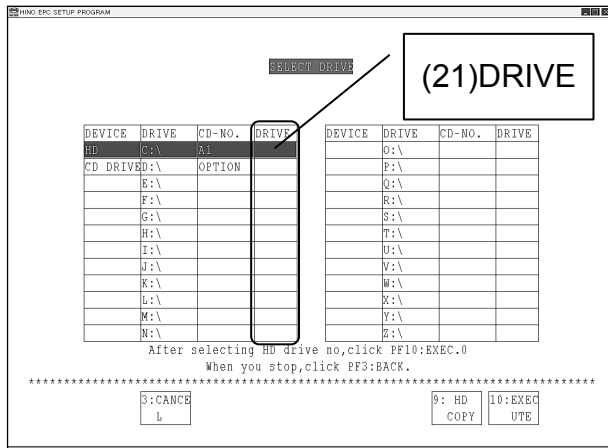 HINO EPC SETUP PROGRAM
SELECT DRIVE
(21)DRIVE
DEVICE DRIVE CD-NO. DRIVE DEVICE DRIVE CD-NO. DRIVE
HD C:\ A1 O:\
CD DRIVE D:\ OPTION P:\
E:\ Q:\
F:\ R:\
G:\ S:\
H:\ T:\
I:\ U:\
J:\ V:\
K:\ W:\
L:\ X:\
M:\ Y:\
N:\ Z:\
After selecting HD drive no,click PF10:EXEC.0
When you stop,click PF3:BACK.
********************************************************************************
3:CANCE 9: HD 10:EXEC
L COPY UTE